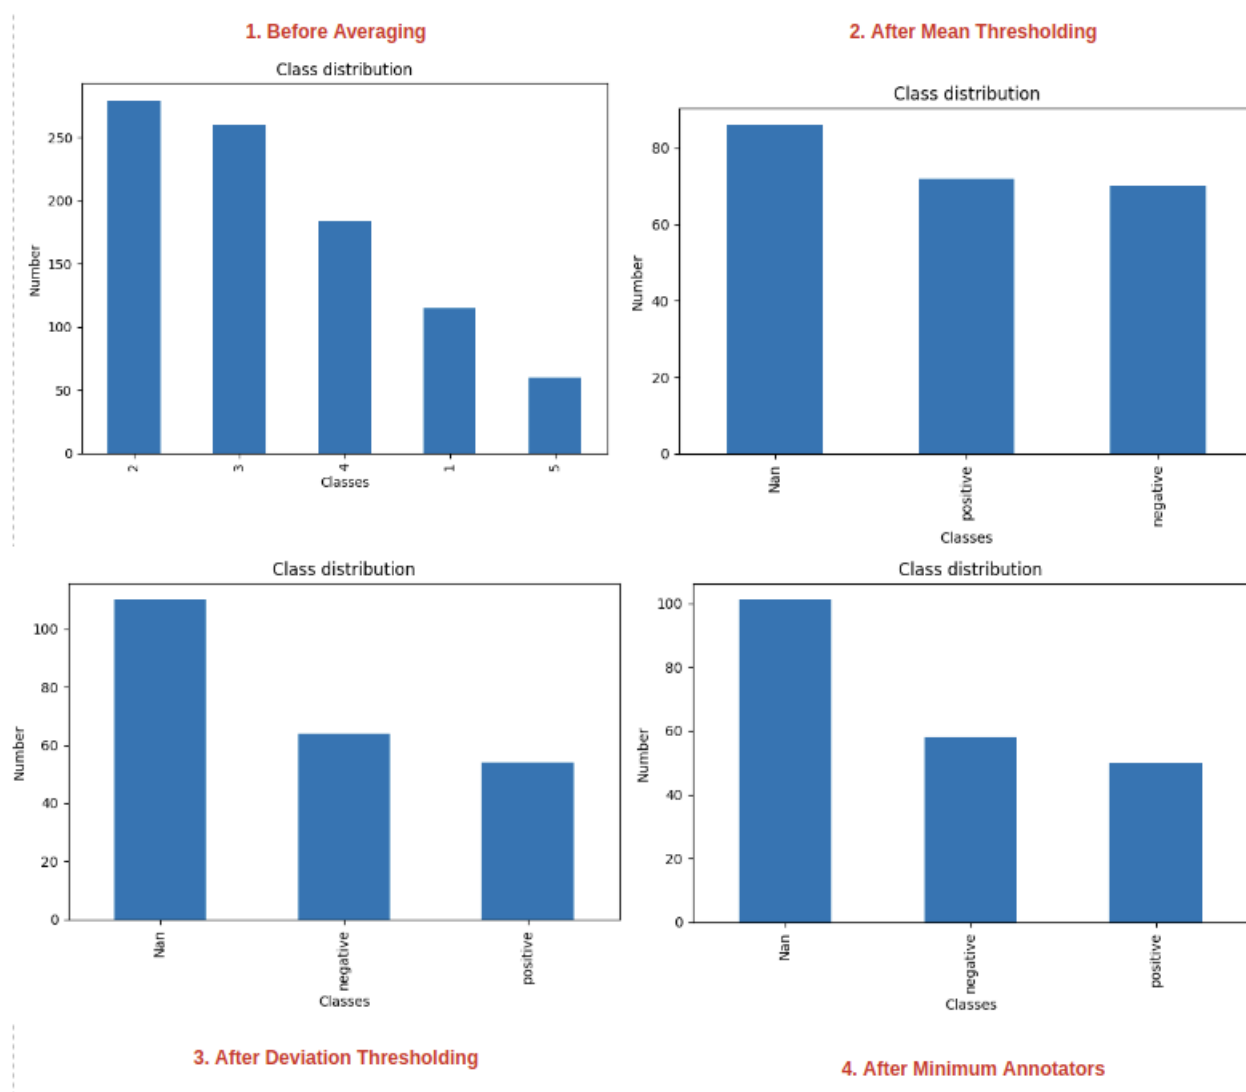 1. Before Averaging
Class distribution
Number
250
200
150
100
50
0
2
3
4
1
5
Classes
2. After Mean Thresholding
Class distribution
Number
80
60
40
20
0
Nan
positive
negative
Classes
Class distribution
Number
100
80
60
40
20
0
Nan
negative
positive
Classes
3. After Deviation Thresholding
Class distribution
Number
100
80
60
40
20
0
Nan
negative
positive
Classes
4. After Minimum Annotators